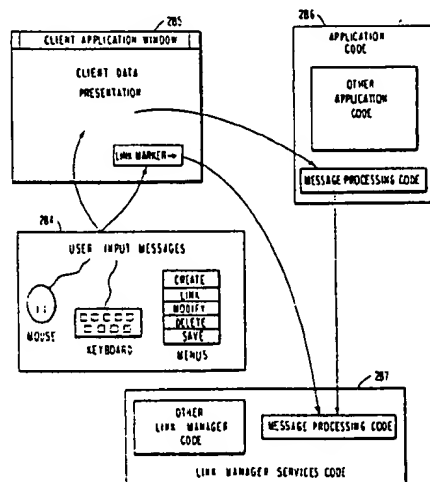 285
CLIENT APPLICATION WINDOW
CLIENT DATA
PRESENTATION
LINK MARKER
286
APPLICATION
CODE
OTHER
APPLICATION
CODE
MESSAGE PROCESSING CODE
284
USER INPUT MESSAGES
MOUSE
KEYBOARD
CREATE
LINK
MODIFY
DELETE
SAVE
MENUS
287
OTHER
LINK MANAGER
CODE
MESSAGE PROCESSING CODE
LINK MANAGER SERVICES CODE